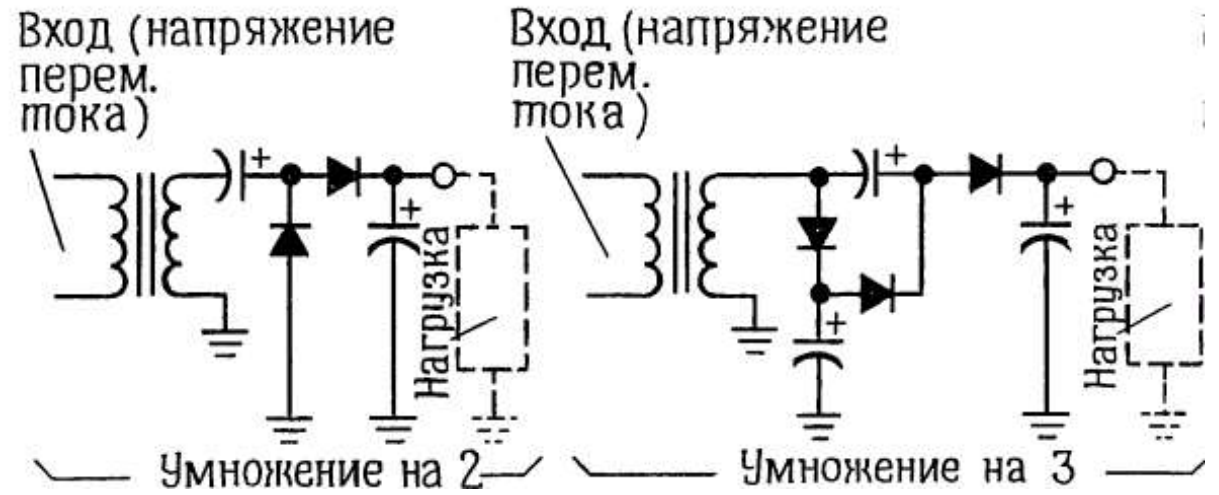 Вход (напряжение
перем.
тока)
+
+
Нагрузка
Умножение на 2
Вход (напряжение
перем.
тока)
+
+
+
Нагрузка
Умножение на 3